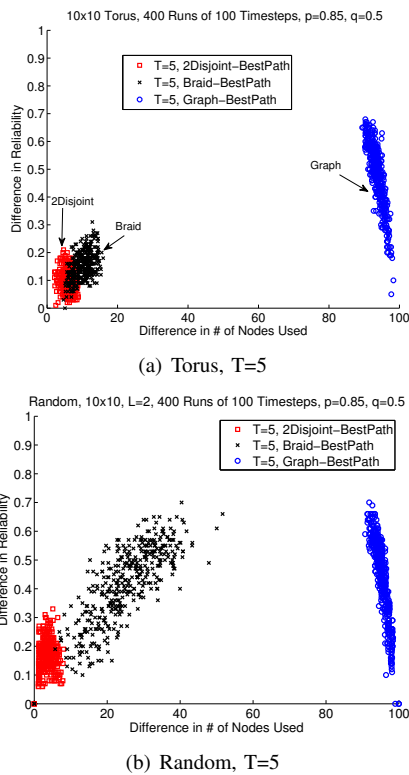 10x10 Torus, 400 Runs of 100 Timesteps, p=0.85, q=0.5
1
0.9
0.8
0.7
0.6
0.5
0.4
0.3
0.2
0.1
0
Difference in Reliability
T=5, 2Disjoint-BestPath
T=5, Braid-BestPath
T=5, Graph-BestPath
Graph
2Disjoint
Braid
0 20 40 60 80 100
Difference in # of Nodes Used
(a) Torus, T=5
Random, 10x10, L=2, 400 Runs of 100 Timesteps, p=0.85, q=0.5
1
0.9
0.8
0.7
0.6
0.5
0.4
0.3
0.2
0.1
0
Difference in Reliability
T=5, 2Disjoint-BestPath
T=5, Braid-BestPath
T=5, Graph-BestPath
0 20 40 60 80 100
Difference in # of Nodes Used
(b) Random, T=5